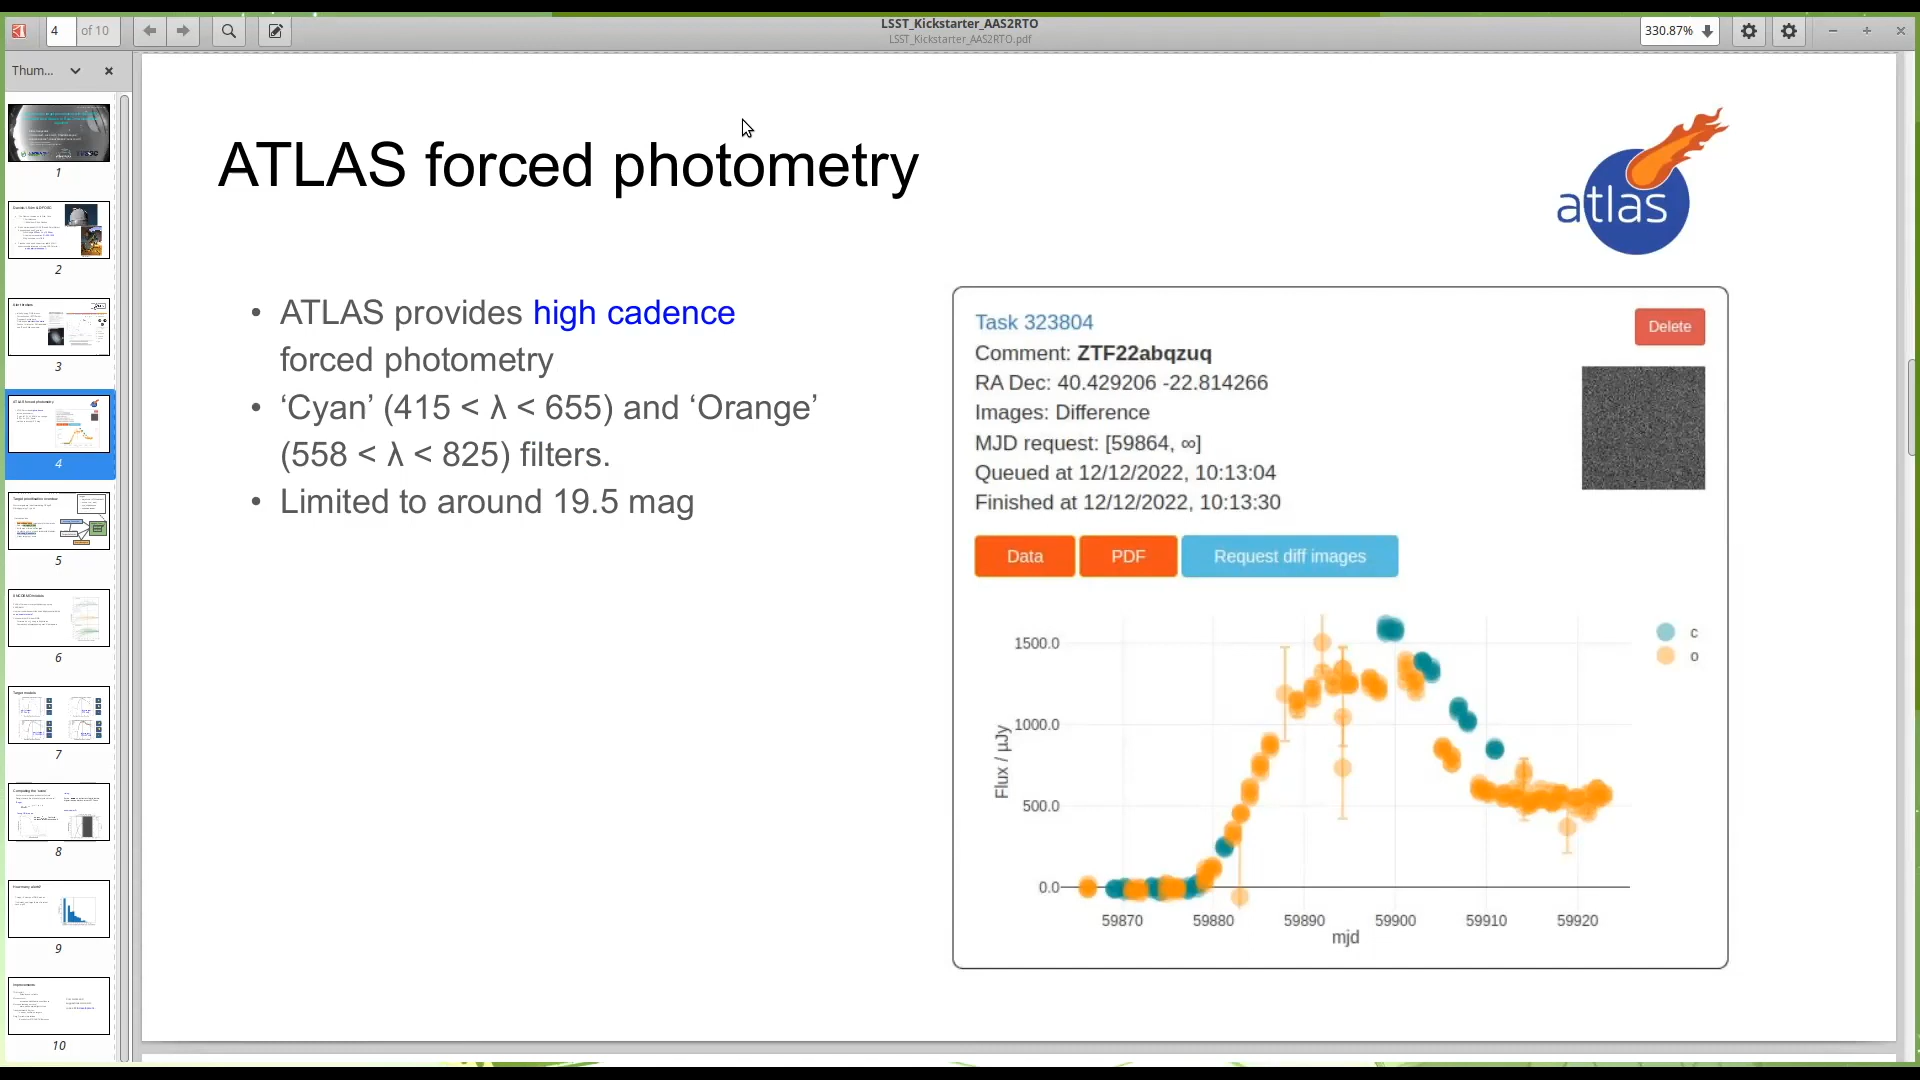 LSST_Kickstarter_AAS2RTO
LSST_Kickstarter_AAS2RTO.pdf
4 of 10
330.87%
Thum...
1
2
3
4
5
6
7
8
9
10
ATLAS forced photometry
atlas
• ATLAS provides high cadence
forced photometry
• ‘Cyan’ (415 < λ < 655) and ‘Orange’
(558 < λ < 825) filters.
• Limited to around 19.5 mag
Task 323804
Delete
Comment: ZTF22abqzuq
RA Dec: 40.429206 -22.814266
Images: Difference
MJD request: [59864, ∞]
Queued at 12/12/2022, 10:13:04
Finished at 12/12/2022, 10:13:30
Data PDF Request diff images
c
o
1500.0
1000.0
500.0
0.0
Flux / µJy
59870 59880 59890 59900 59910 59920
mjd